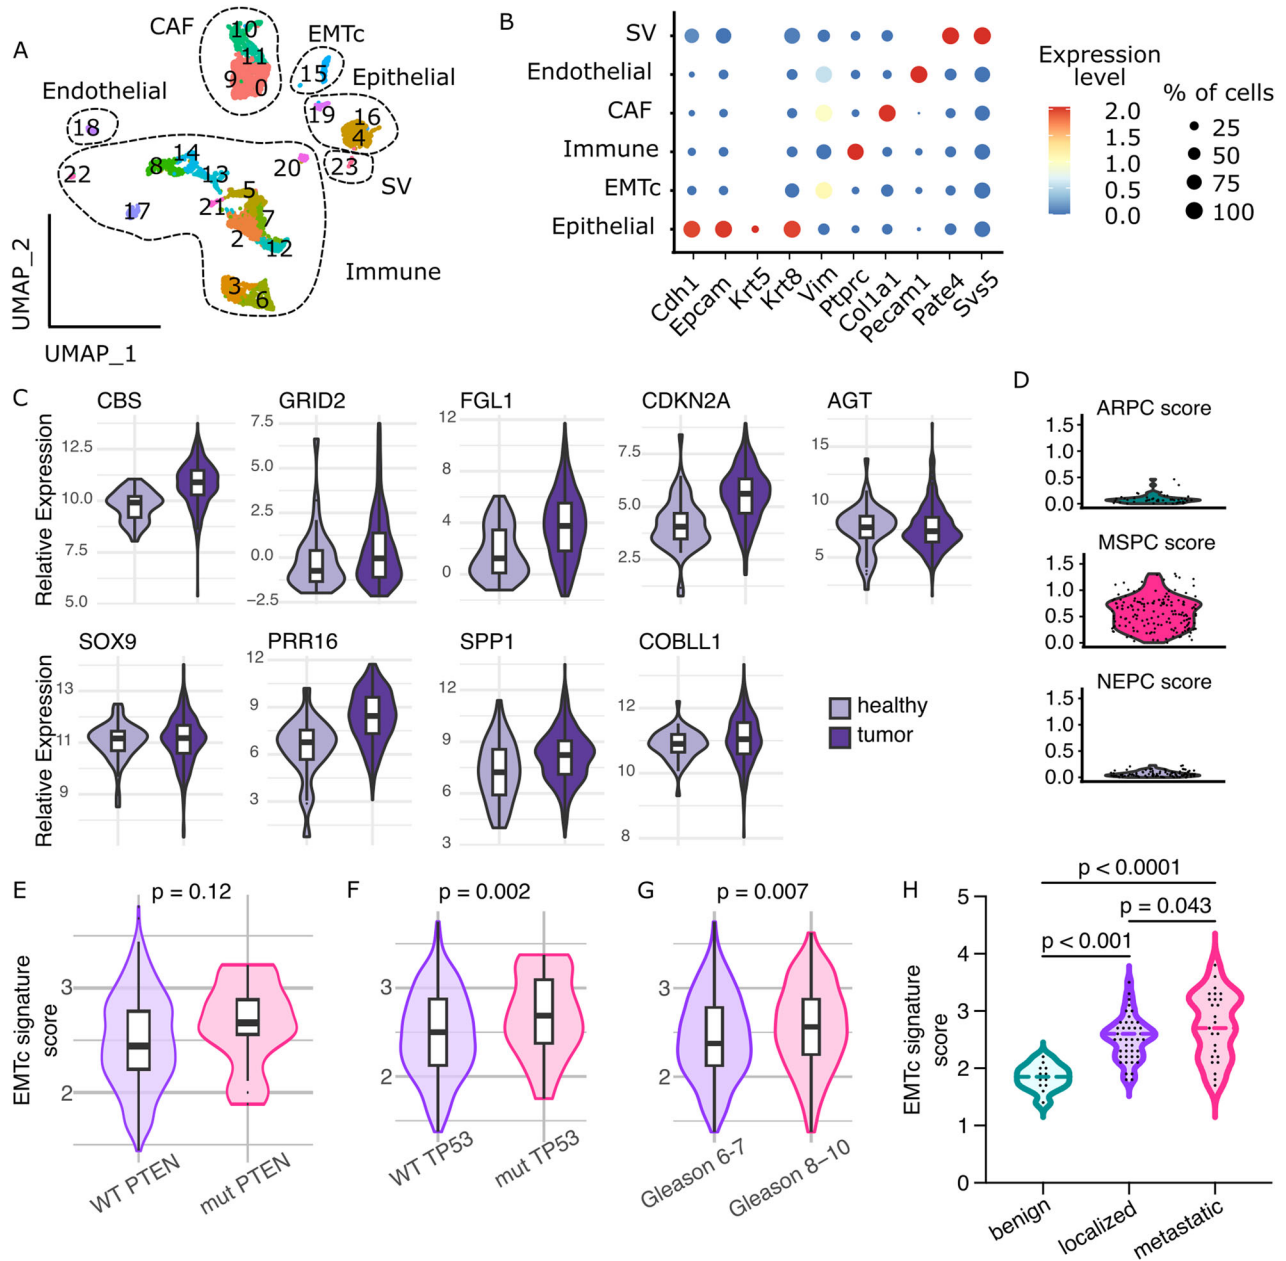 A
CAF
EMTc
Epithelial
Endothelial
SV
Immune
10
11
9
0
15
19
16
4
18
23
8
14
13
20
22
5
21
17
7
2
12
3
6
UMAP_2
UMAP_1
B
SV
Endothelial
CAF
Immune
EMTc
Epithelial
Cdh1
Epcam
Krt5
Krt8
Vim
Ptprc
Col1a1
Pecam1
Pate4
Svs5
Expression
level
2.0
1.5
1.0
0.5
0.0
% of cells
25
50
75
100
C
CBS
GRID2
FGL1
CDKN2A
AGT
Relative Expression
12.5
10.0
7.5
5.0
7.5
5.0
2.5
0.0
−2.5
12
8
4
0
7.5
5.0
2.5
15
10
5
SOX9
PRR16
SPP1
COBLL1
Relative Expression
13
11
9
12
9
6
3
12
9
6
3
12
10
8
healthy
tumor
D
ARPC score
1.5
1.0
0.5
0.0
MSPC score
1.5
1.0
0.5
0.0
NEPC score
1.5
1.0
0.5
0.0
E
p = 0.12
EMTc signature
score
3
2
WT PTEN
mut PTEN
F
p = 0.002
3
2
WT TP53
mut TP53
G
p = 0.007
3
2
Gleason 6-7
Gleason 8–10
H
p < 0.0001
p = 0.043
p < 0.001
EMTc signature
score
5
4
3
2
1
0
benign
localized
metastatic